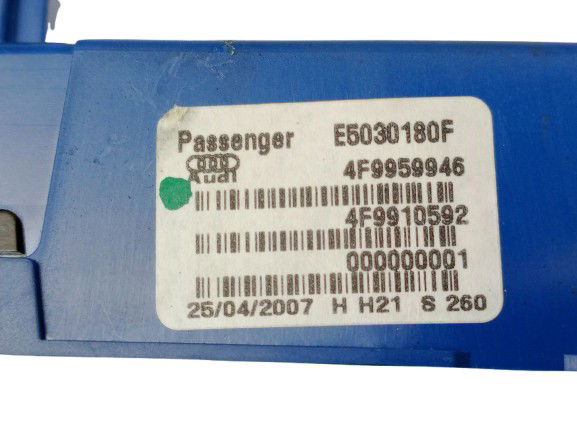 Passenger E5030180F
Audi 4F9959946
4F9910592
000000001
25/04/2007 H H21 S 260